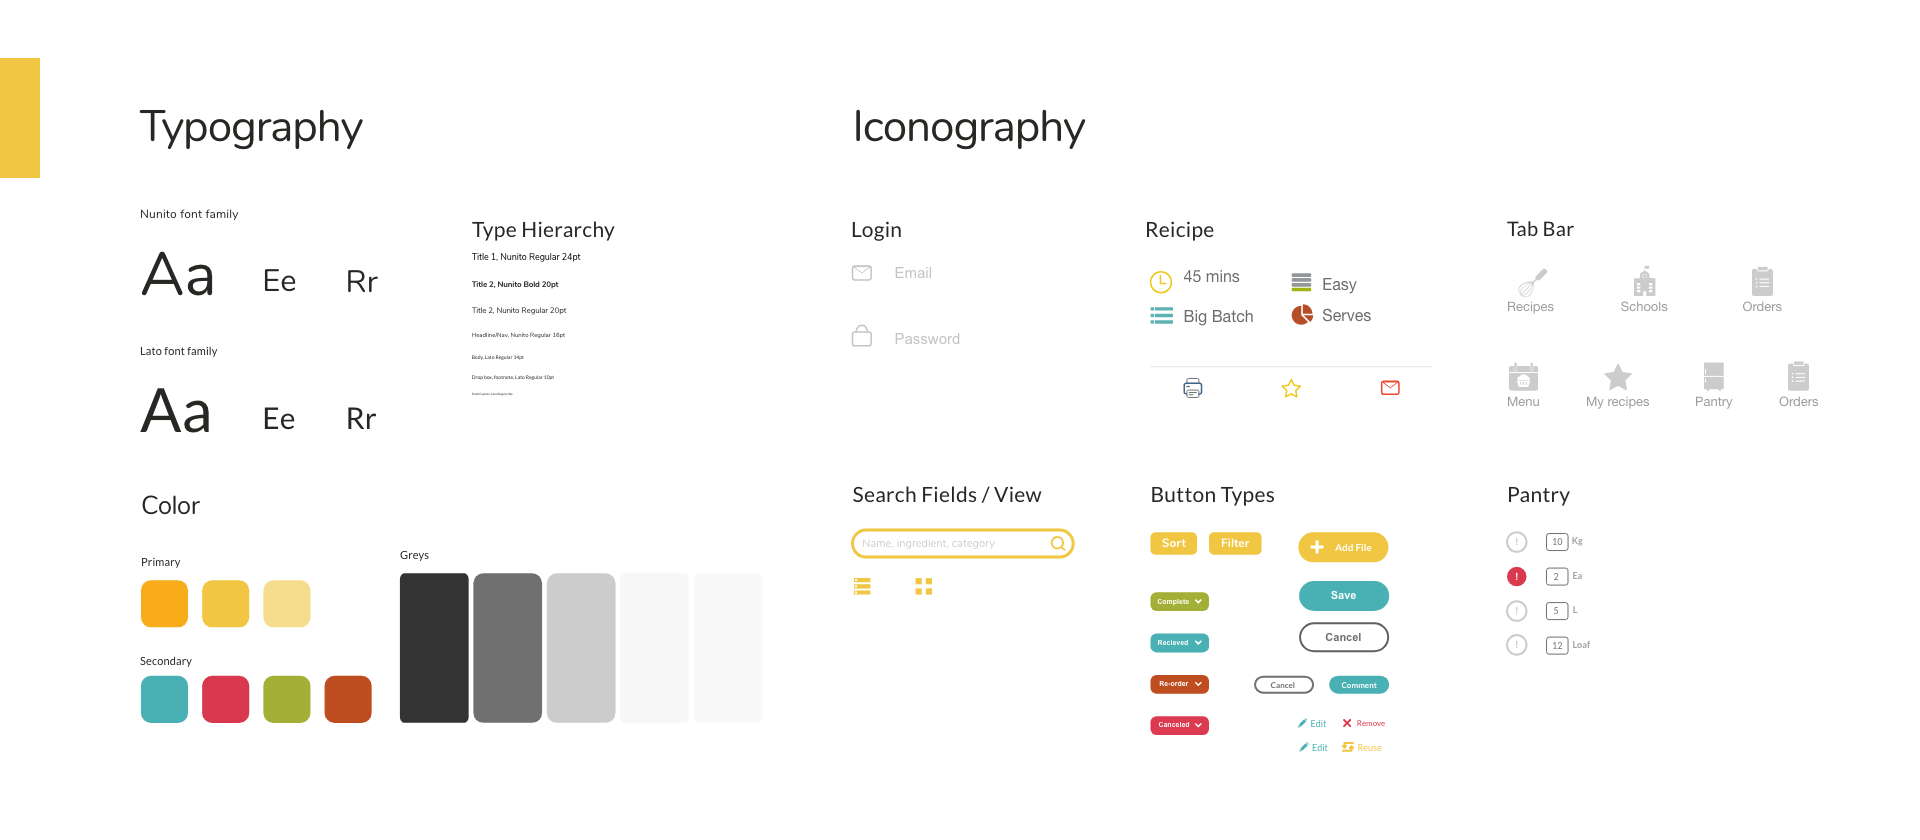 Typography
Nunito font family
Aa Ee Rr
Lato font family
Aa Ee Rr
Type Hierarchy
Title 1, Nunito Regular 24pt
Title 2, Nunito Bold 20pt
Title 2, Nunito Regular 20pt
Headline/Nav, Nunito Regular 16pt
Body, Lato Regular 14pt
Drop box, footnote, Lato Regular 10pt
Color
Primary
Secondary
Greys
Iconography
Login
Email
Password
Reicipe
45 mins
Easy
Big Batch
Serves
Tab Bar
Recipes
Schools
Orders
Menu
My recipes
Pantry
Orders
Search Fields / View
Name, ingredient, category
Button Types
Sort
Filter
Add File
Complete
Save
Recieved
Cancel
Re-order
Cancel
Comment
Canceled
Edit
Remove
Edit
Reuse
Pantry
! 10 Kg
! 2 Ea
! 5 L
! 12 Loaf